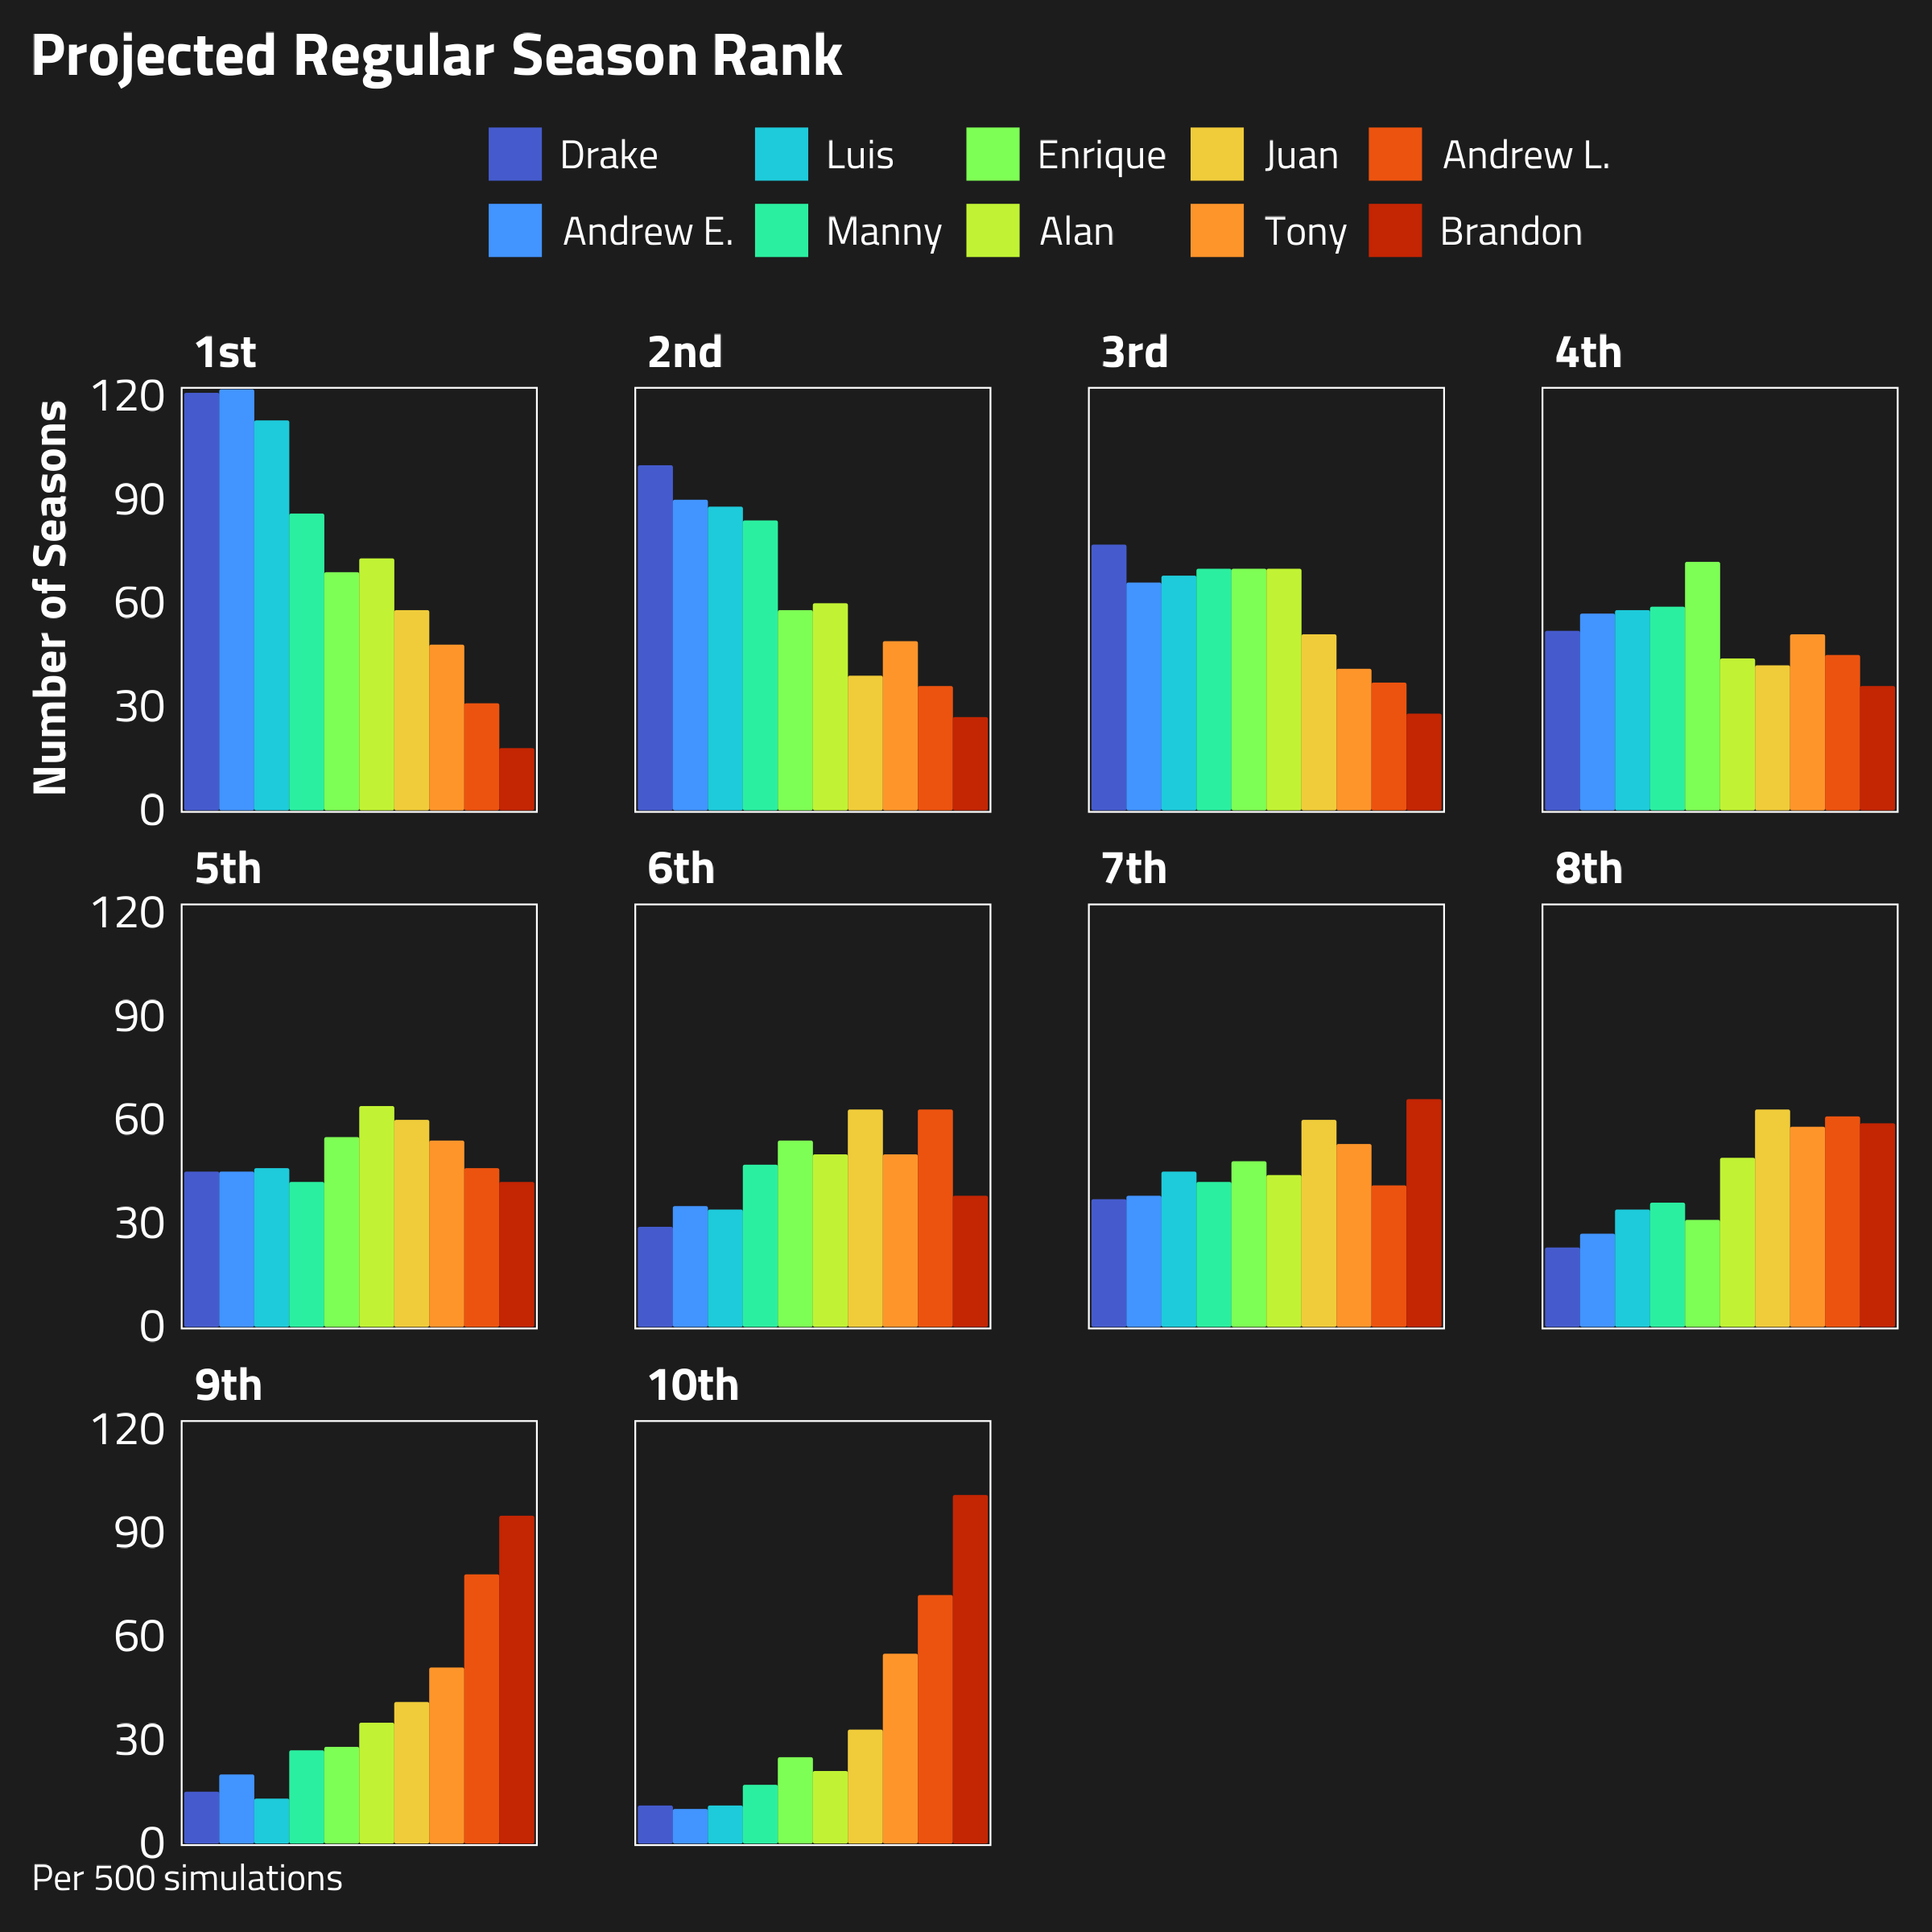 Projected Regular Season Rank
Drake Luis Enrique Juan Andrew L.
Andrew E. Manny Alan Tony Brandon
1st 2nd 3rd 4th
Number of Seasons
120
90
60
30
0
5th 6th 7th 8th
120
90
60
30
0
9th 10th
120
90
60
30
0
Per 500 simulations